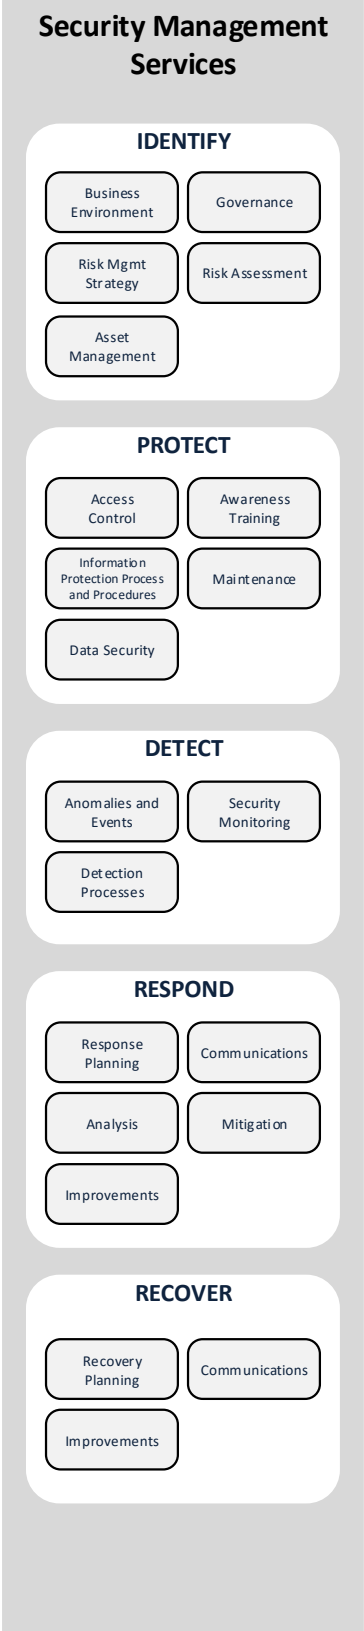 Security Management
Services
IDENTIFY
Business
Environment
Governance
Risk Mgmt
Strategy
Risk Assessment
Asset
Management
PROTECT
Access
Control
Awareness
Training
Information
Protection Process
and Procedures
Maintenance
Data Security
DETECT
Anomalies and
Events
Security
Monitoring
Detection
Processes
RESPOND
Response
Planning
Communications
Analysis
Mitigation
Improvements
RECOVER
Recovery
Planning
Communications
Improvements